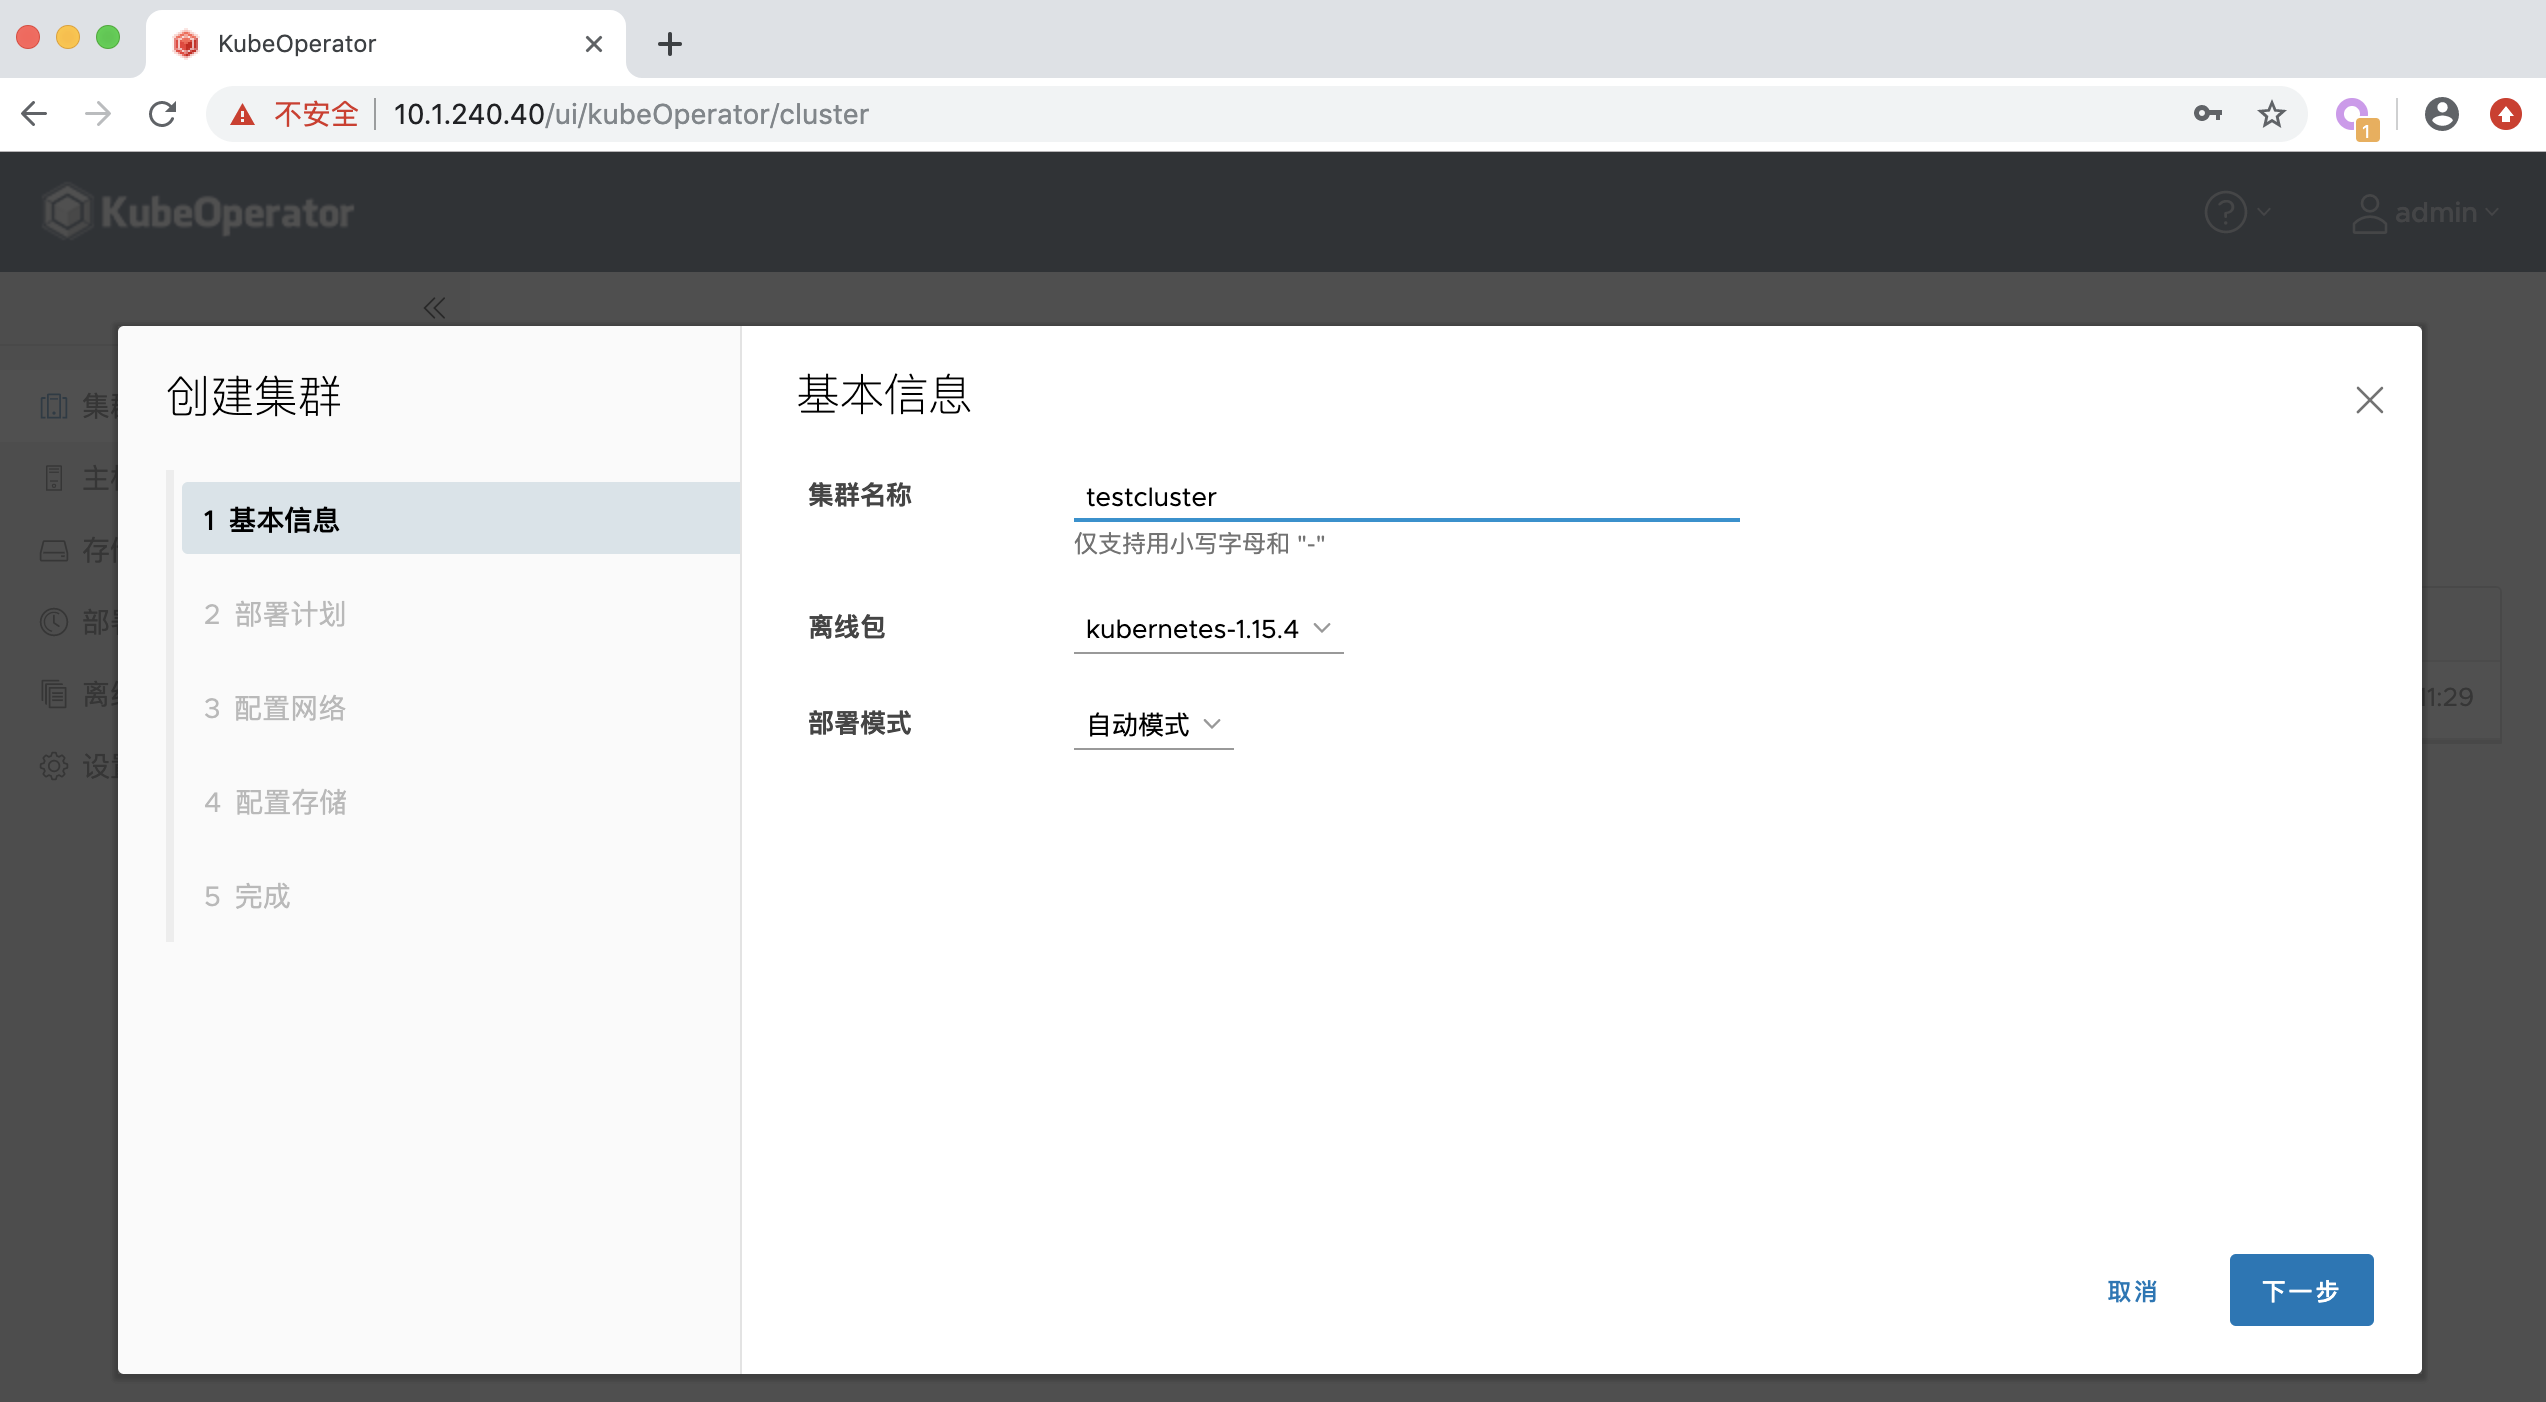 KubeOperator
不安全 10.1.240.40/ui/kubeOperator/cluster
1
KubeOperator
? admin
集
主
存
部
离
设
11:29
创建集群
1 基本信息
2 部署计划
3 配置网络
4 配置存储
5 完成
基本信息
集群名称 testcluster
仅支持用小写字母和 "-"
离线包 kubernetes-1.15.4
部署模式 自动模式
取消 下一步